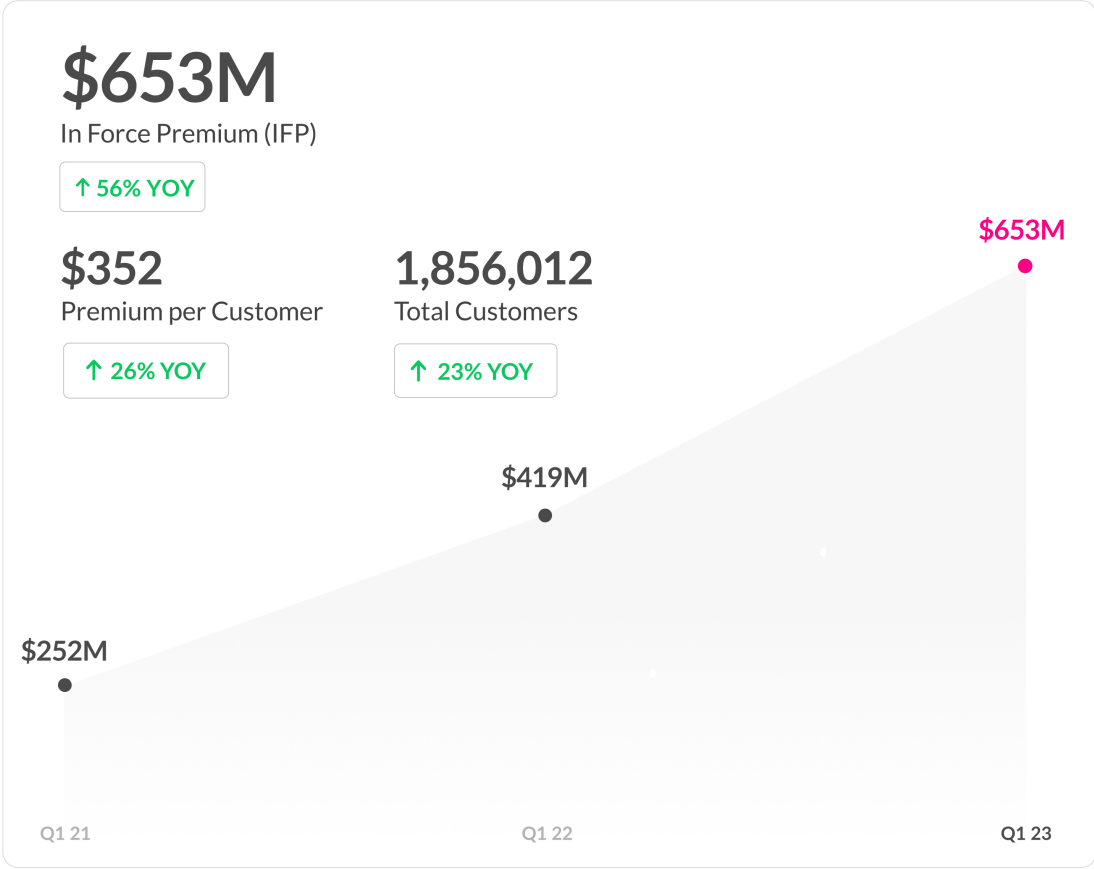 $653M
In Force Premium (IFP)
↑ 56% YOY
$352
Premium per Customer
↑ 26% YOY
1,856,012
Total Customers
↑ 23% YOY
$653M
$419M
$252M
Q1 21
Q1 22
Q1 23